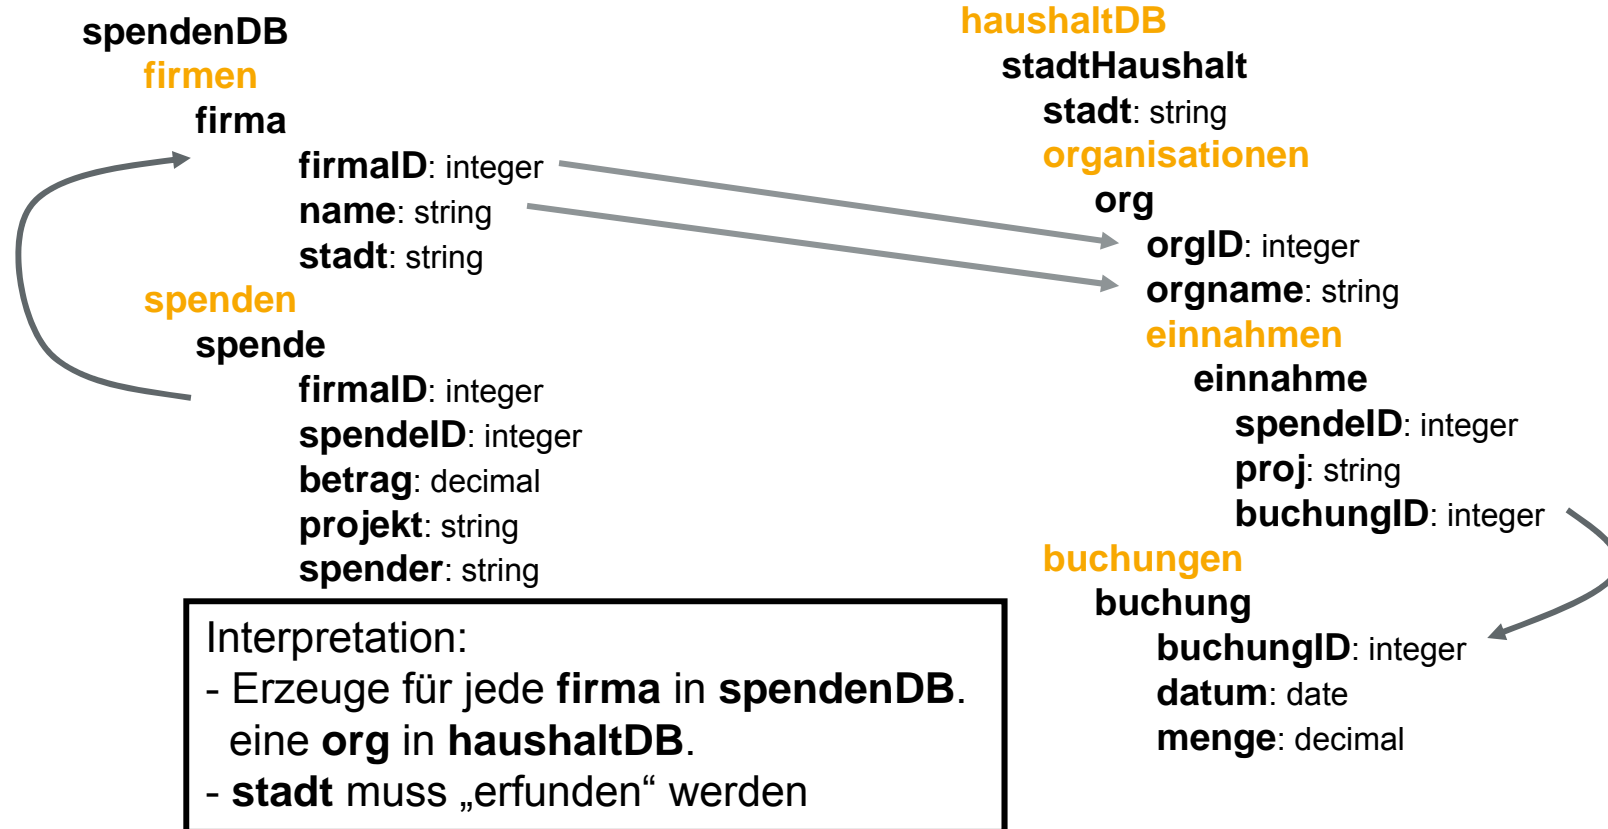 spendenDB
firmen
firma
firmaID: integer
name: string
stadt: string
spenden
spende
firmaID: integer
spendeID: integer
betrag: decimal
projekt: string
spender: string
Interpretation:
- Erzeuge für jede firma in spendenDB.
eine org in haushaltDB.
- stadt muss „erfunden“ werden
haushaltDB
stadtHaushalt
stadt: string
organisationen
org
orgID: integer
orgname: string
einnahmen
einnahme
spendeID: integer
proj: string
buchungID: integer
buchungen
buchung
buchungID: integer
datum: date
menge: decimal